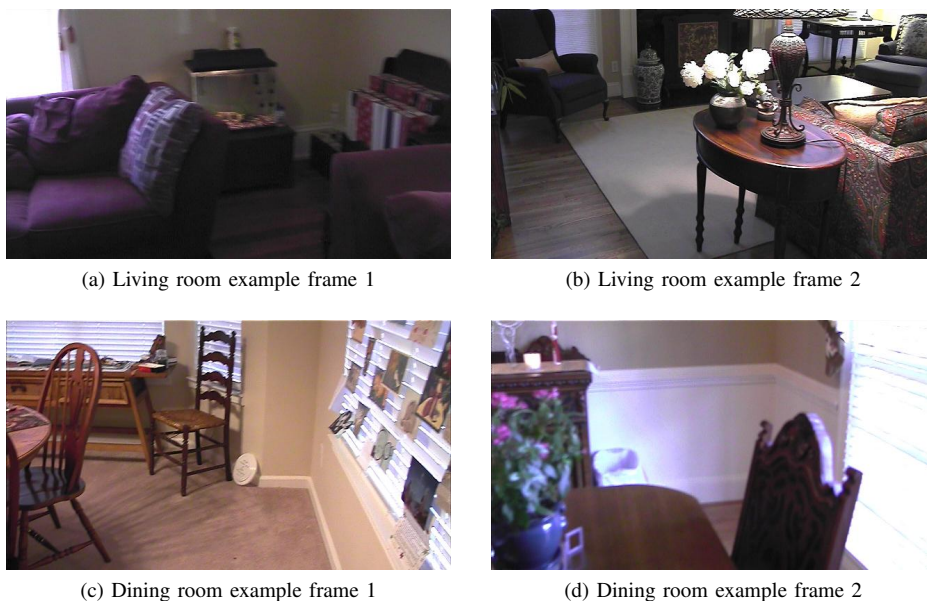 (a) Living room example frame 1
(b) Living room example frame 2
(c) Dining room example frame 1
(d) Dining room example frame 2